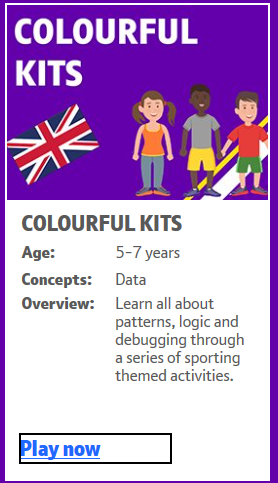 COLOURFUL
KITS
COLOURFUL KITS
Age: 5-7 years
Concepts: Data
Overview: Learn all about
patterns, logic and
debugging through
a series of sporting
themed activities.
Play now